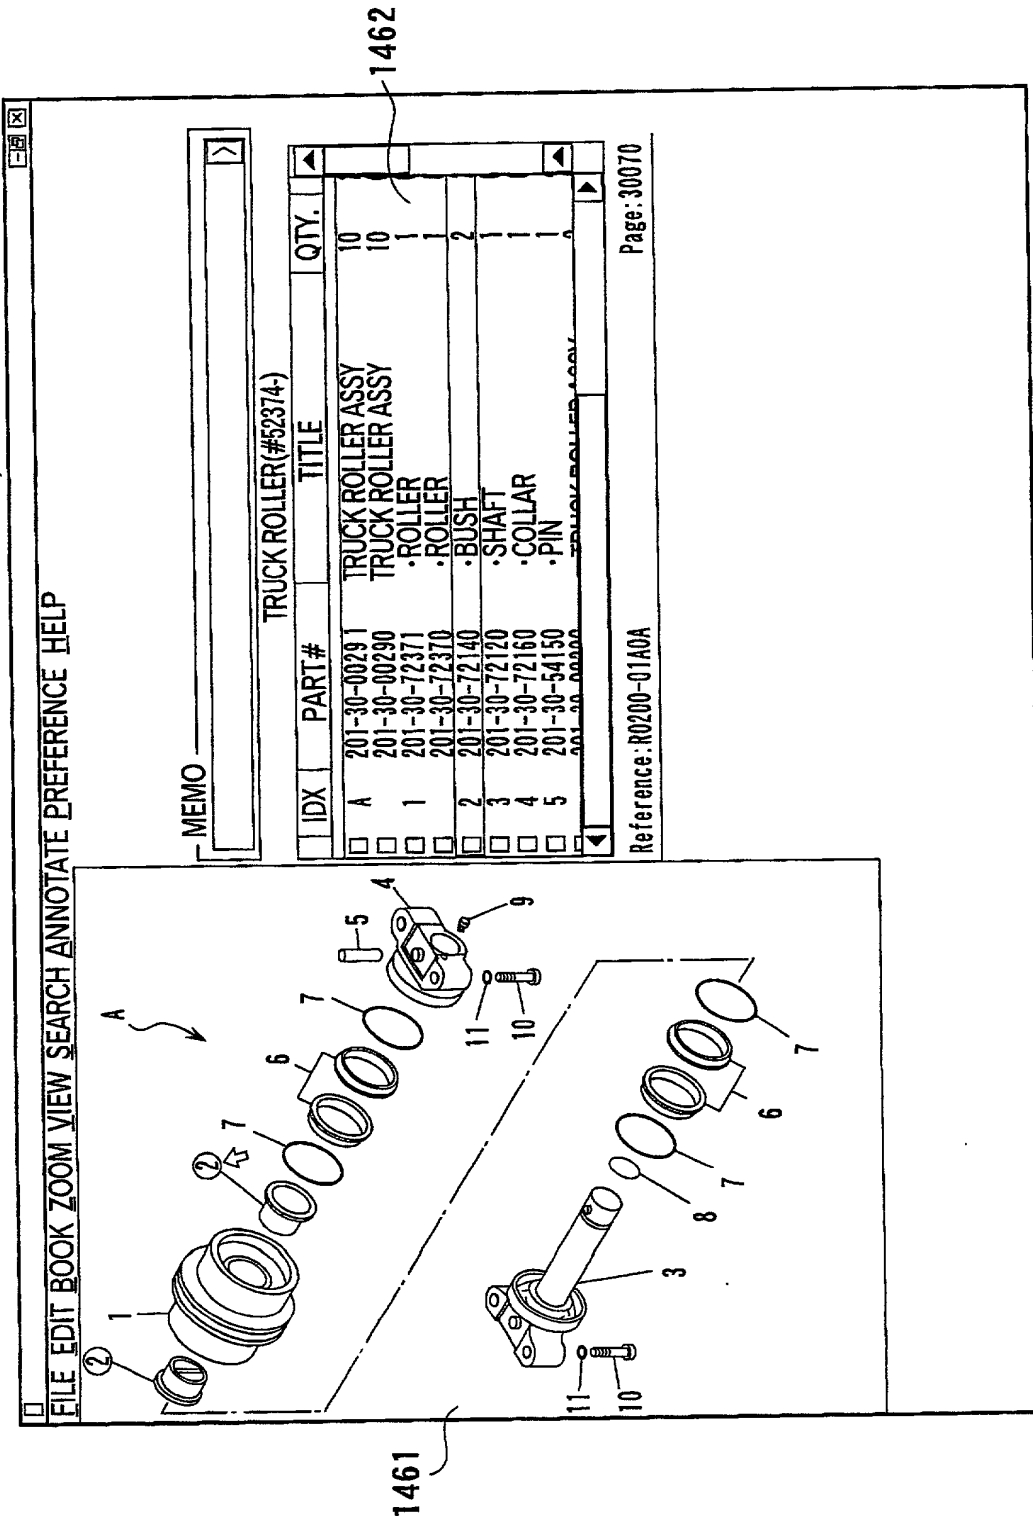 FILE EDIT BOOK ZOOM VIEW SEARCH ANNOTATE PREFERENCE HELP
MEMO
TRUCK ROLLER(#52374-)
IDX PART# TITLE QTY.
A 201-30-00291 TRUCK ROLLER ASSY 10
201-30-00290 TRUCK ROLLER ASSY 10
1 201-30-72371 ·ROLLER 1
201-30-72370 ·ROLLER 1
2 201-30-72140 ·BUSH 2
3 201-30-72120 ·SHAFT 1
4 201-30-72160 ·COLLAR 1
5 201-30-54150 ·PIN 1
Reference:R0200-01A0A Page:30070
1462
1461
A
5
4
7
9
6
11
10
7
2
1
2
7
6
7
8
3
11
10